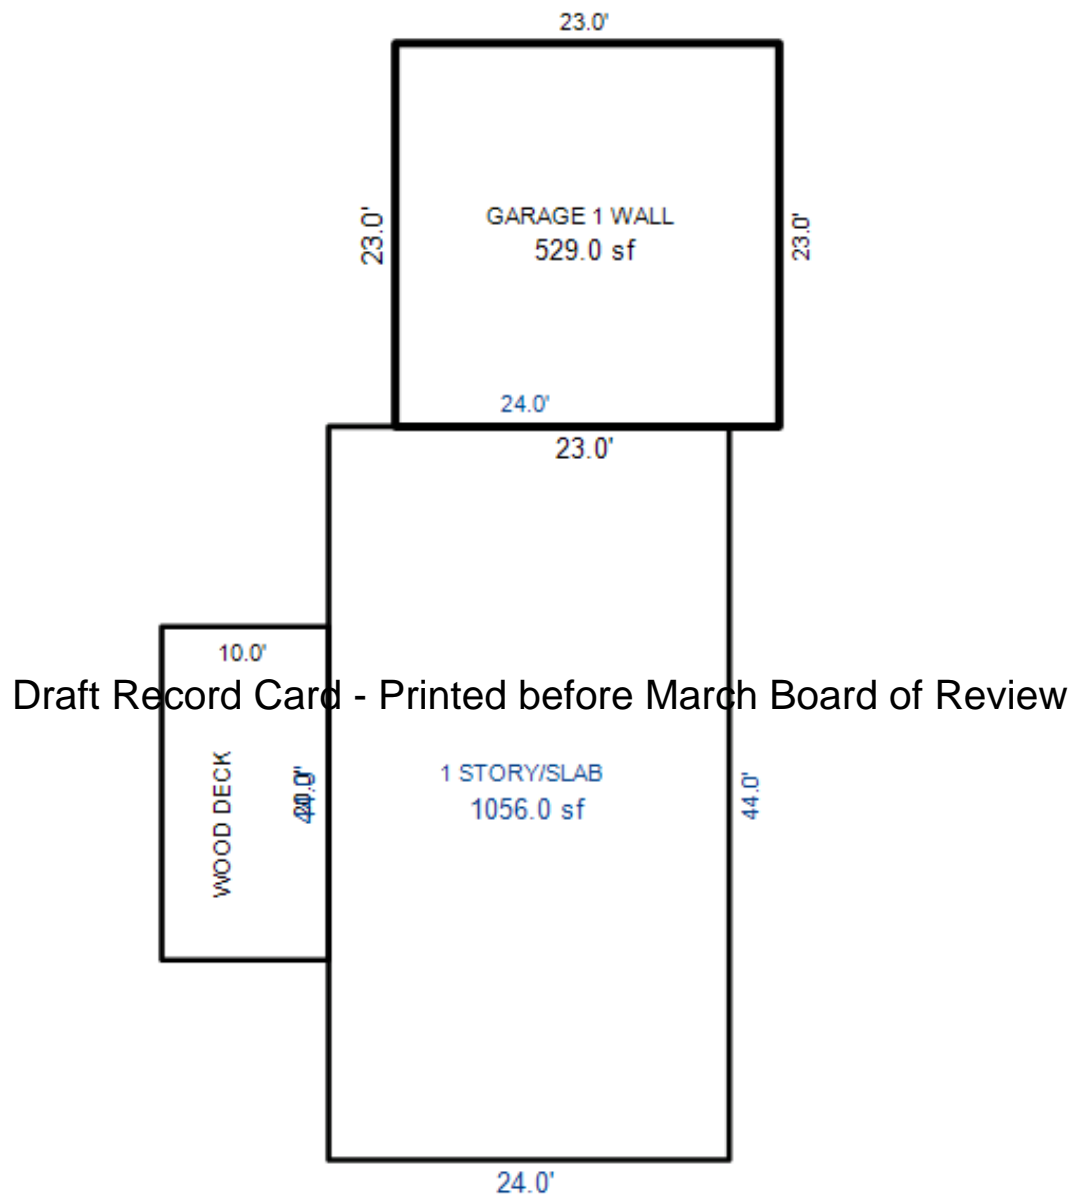 23.0'
23.0'
GARAGE 1 WALL
529.0 sf
23.0'
24.0'
23.0'
10.0'
Draft Record Card - Printed before March Board of Review
WOOD DECK
44.0'
1 STORY/SLAB
1056.0 sf
44.0'
24.0'